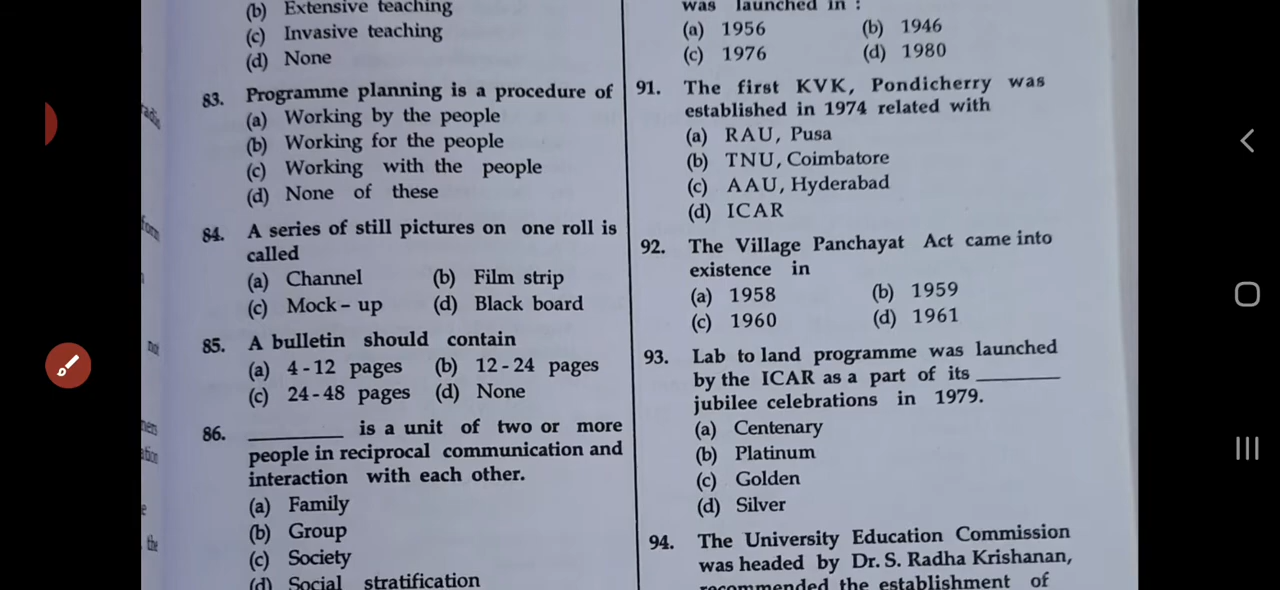 (b) Extensive teaching
(c) Invasive teaching
(d) None
83. Programme planning is a procedure of
(a) Working by the people
(b) Working for the people
(c) Working with the people
(d) None of these
84. A series of still pictures on one roll is
called
(a) Channel (b) Film strip
(c) Mock - up (d) Black board
85. A bulletin should contain
(a) 4 - 12 pages (b) 12 - 24 pages
(c) 24 - 48 pages (d) None
86. ________ is a unit of two or more
people in reciprocal communication and
interaction with each other.
(a) Family
(b) Group
(c) Society
(d) Social stratification
was launched in :
(a) 1956 (b) 1946
(c) 1976 (d) 1980
91. The first KVK, Pondicherry was
established in 1974 related with
(a) RAU, Pusa
(b) TNU, Coimbatore
(c) AAU, Hyderabad
(d) ICAR
92. The Village Panchayat Act came into
existence in
(a) 1958 (b) 1959
(c) 1960 (d) 1961
93. Lab to land programme was launched
by the ICAR as a part of its ________
jubilee celebrations in 1979.
(a) Centenary
(b) Platinum
(c) Golden
(d) Silver
94. The University Education Commission
was headed by Dr. S. Radha Krishanan,
recommended the establishment of